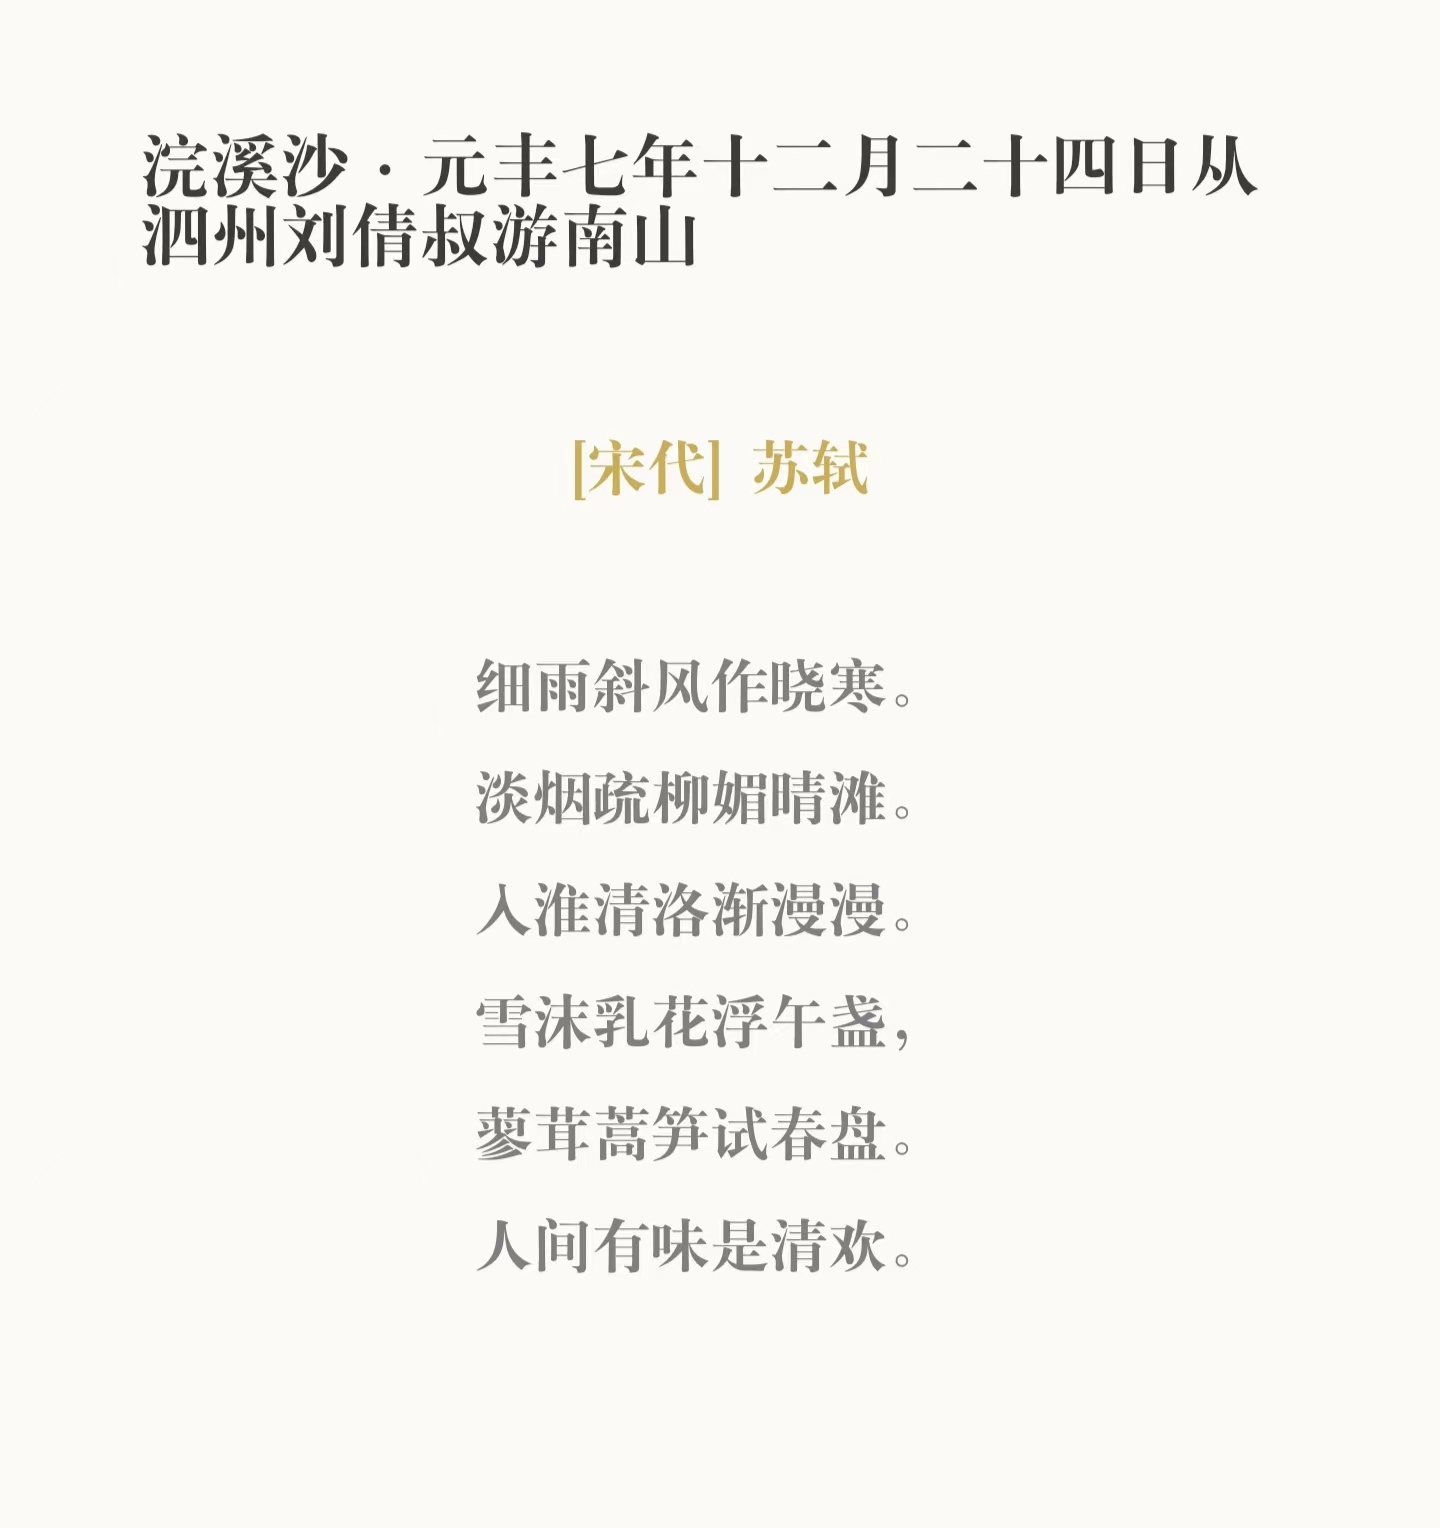 浣溪沙 · 元丰七年十二月二十四日从
泗州刘倩叔游南山
[宋代] 苏轼
细雨斜风作晓寒。
淡烟疏柳媚晴滩。
入淮清洛渐漫漫。
雪沫乳花浮午盏，
蓼茸蒿笋试春盘。
人间有味是清欢。